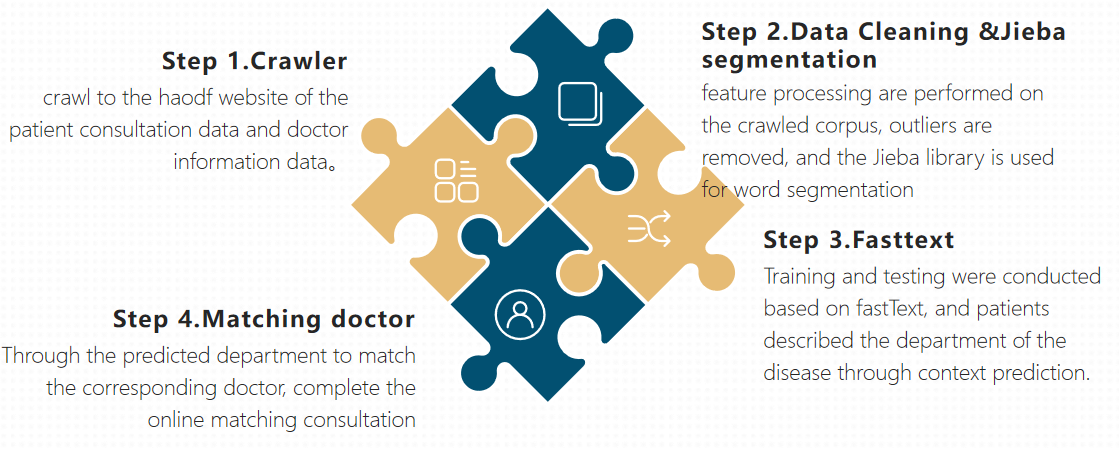 Step 1.Crawler
crawl to the haodf website of the
patient consultation data and doctor
information data。
Step 2.Data Cleaning &Jieba
segmentation
feature processing are performed on
the crawled corpus, outliers are
removed, and the Jieba library is used
for word segmentation
Step 3.Fasttext
Training and testing were conducted
based on fastText, and patients
described the department of the
disease through context prediction.
Step 4.Matching doctor
Through the predicted department to match
the corresponding doctor, complete the
online matching consultation